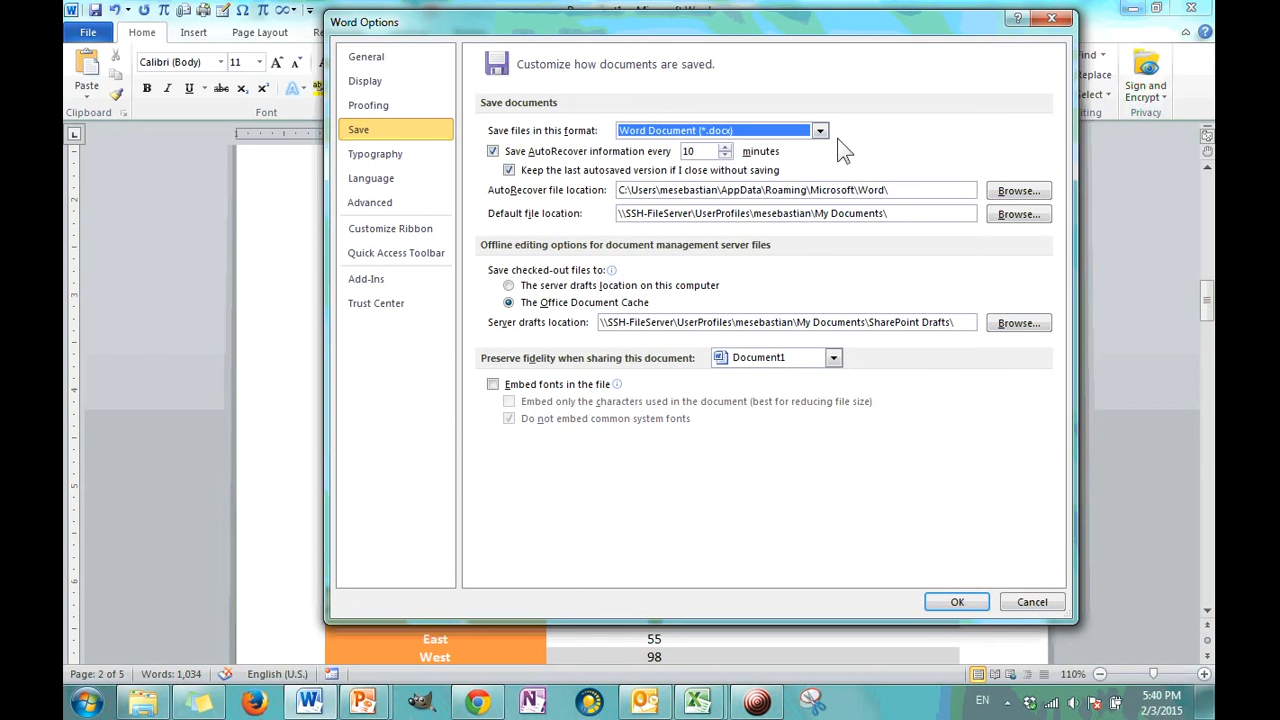 Word Options
File
Home
Insert
Page Layout
Calibri (Body)
11
Paste
Clipboard
Font
Replace
Select
Sign and
Encrypt
Privacy
General
Display
Proofing
Save
Typography
Language
Advanced
Customize Ribbon
Quick Access Toolbar
Add-Ins
Trust Center
Customize how documents are saved.
Save documents
Save files in this format:
Word Document (*.docx)
Save AutoRecover information every
10
minutes
Keep the last autosaved version if I close without saving
AutoRecover file location:
C:\Users\mesebastian\AppData\Roaming\Microsoft\Word\
Browse...
Default file location:
\\SSH-FileServer\UserProfiles\mesebastian\My Documents\
Browse...
Offline editing options for document management server files
Save checked-out files to:
The server drafts location on this computer
The Office Document Cache
Server drafts location:
\\SSH-FileServer\UserProfiles\mesebastian\My Documents\SharePoint Drafts\
Browse...
Preserve fidelity when sharing this document:
Document1
Embed fonts in the file
Embed only the characters used in the document (best for reducing file size)
Do not embed common system fonts
OK
Cancel
East
55
West
98
Page: 2 of 5
Words: 1,034
English (U.S.)
110%
EN
5:40 PM
2/3/2015